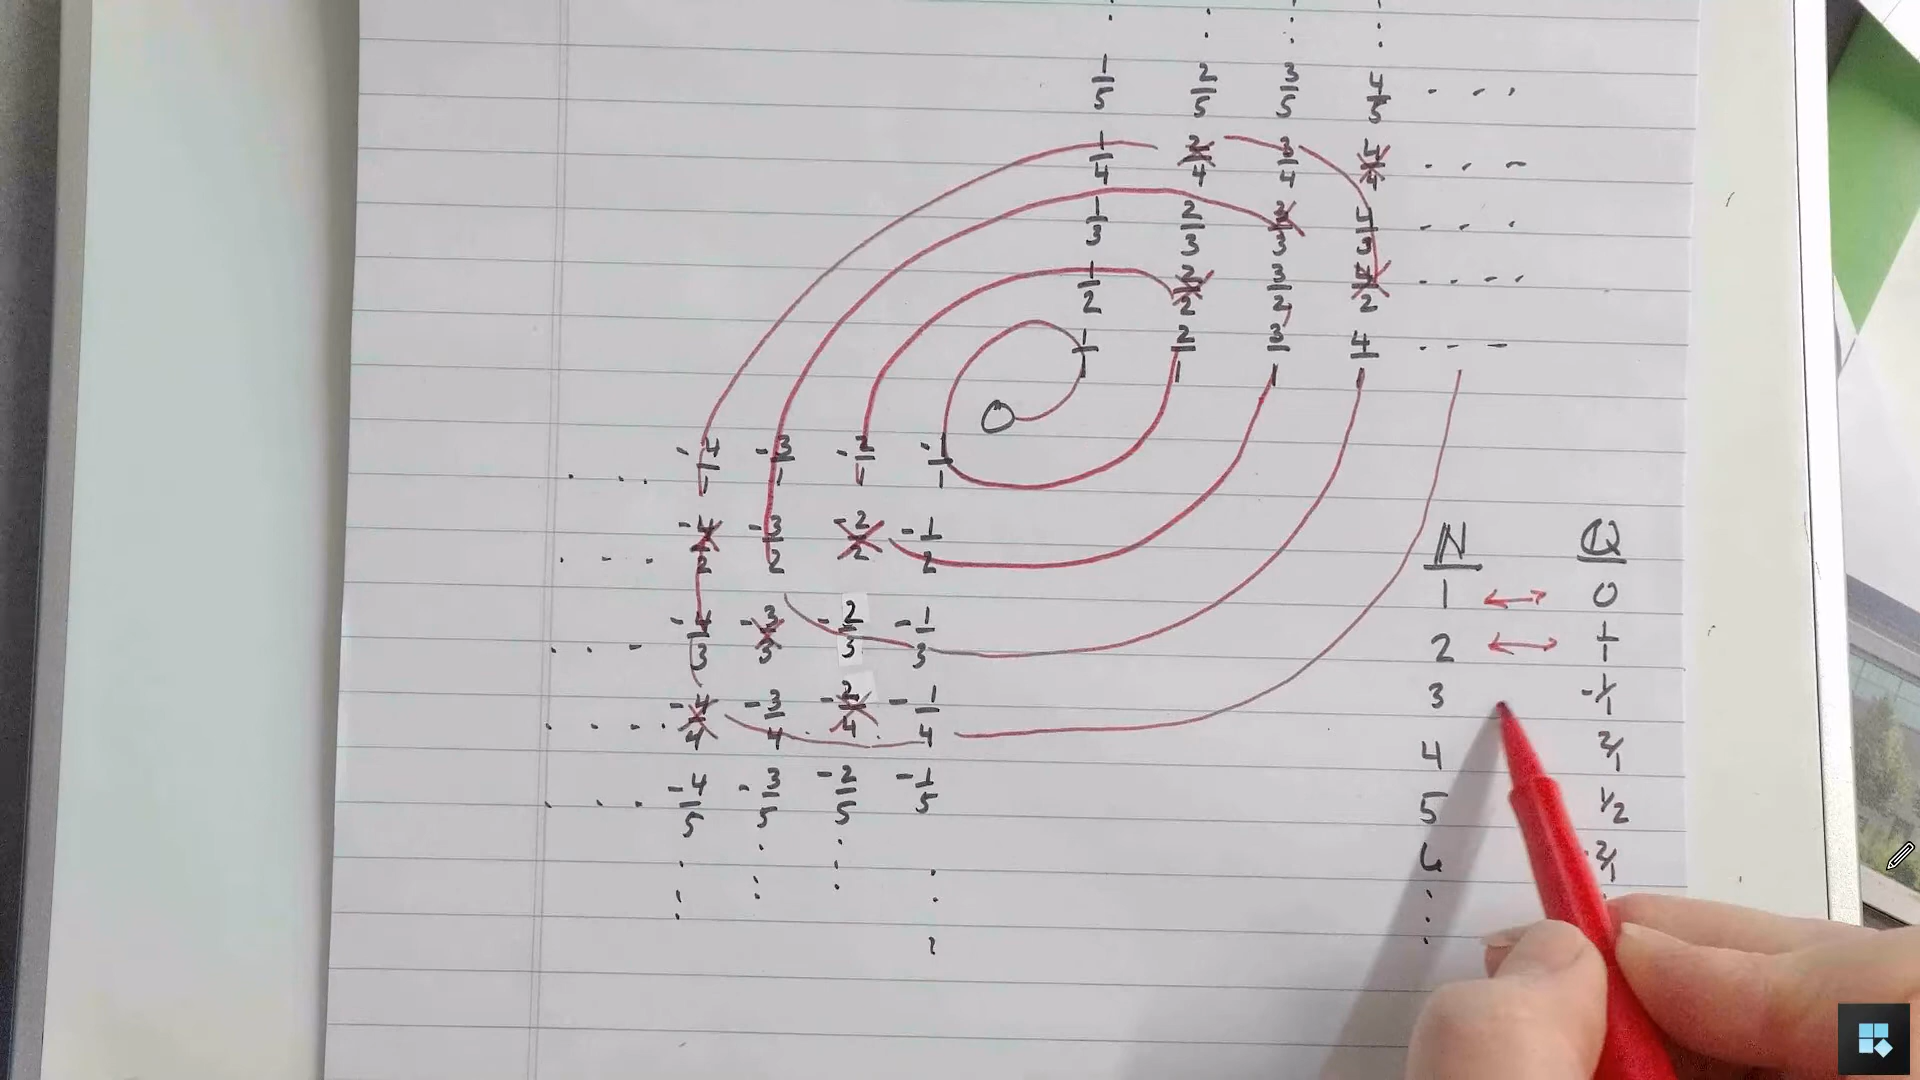 1/5 2/5 3/5 4/5 ....
1/4 2/4 3/4 4/4 ...
1/3 2/3 3/3 4/3 ...
1/2 2/2 3/2 4/2 ....
1/1 2/1 3/1 4/1 ...
0
... -4/1 -3/1 -2/1 -1/1
... -4/2 -3/2 -2/2 -1/2
... -4/3 -3/3 -2/3 -1/3
... -4/4 -3/4 -2/4 -1/4
... -4/5 -3/5 -2/5 -1/5
N Q
1 ↔ 0
2 ↔ 1/1
3 -1/1
4 2/1
5 1/2
6 -2/1